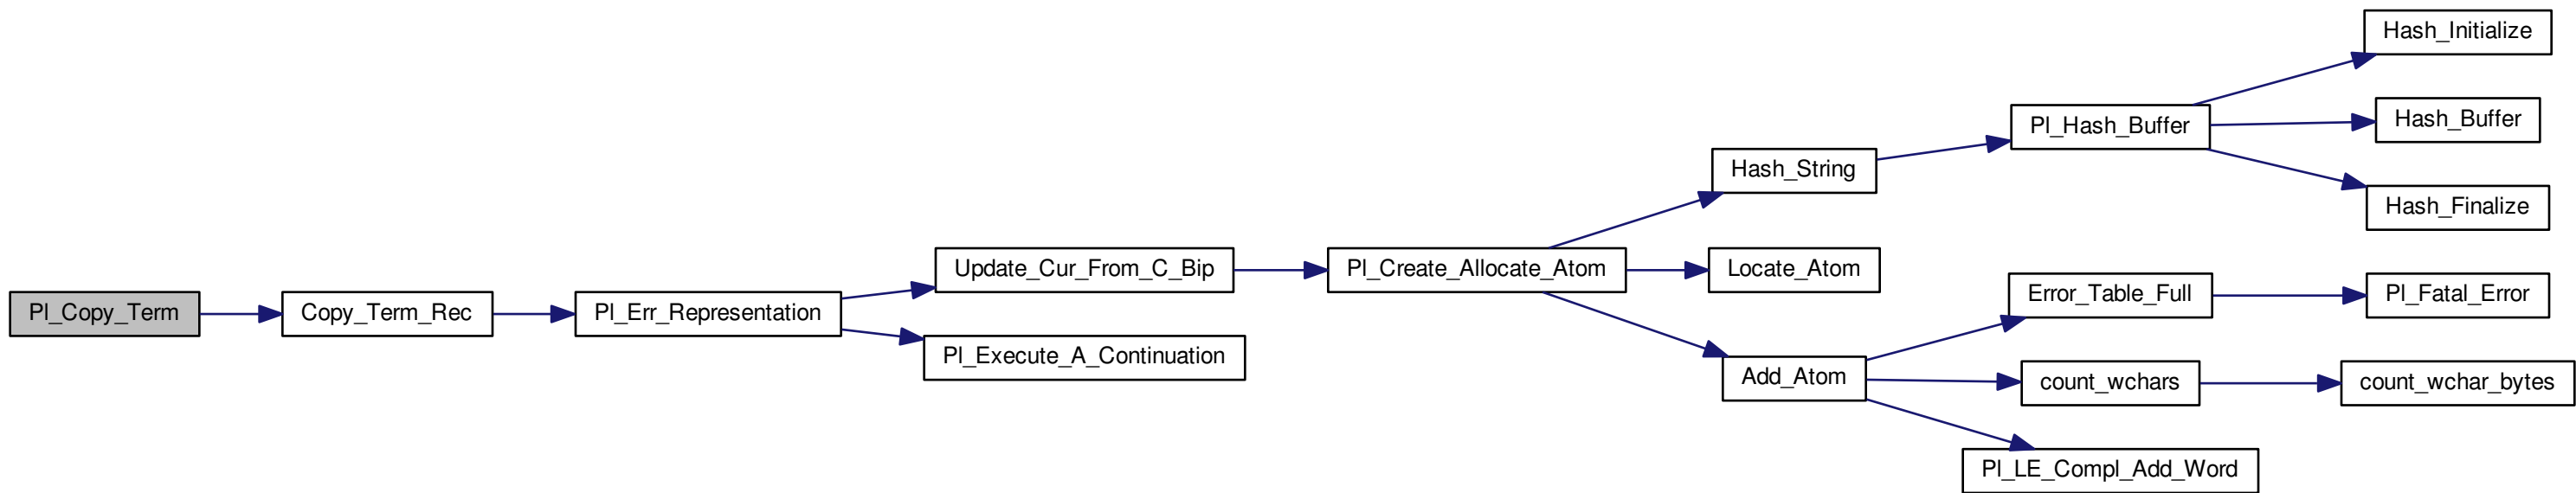 Pl_Copy_Term
Copy_Term_Rec
Pl_Err_Representation
Update_Cur_From_C_Bip
Pl_Execute_A_Continuation
Pl_Create_Allocate_Atom
Hash_String
Locate_Atom
Add_Atom
Pl_Hash_Buffer
Error_Table_Full
count_wchars
Pl_LE_Compl_Add_Word
Hash_Initialize
Hash_Buffer
Hash_Finalize
Pl_Fatal_Error
count_wchar_bytes